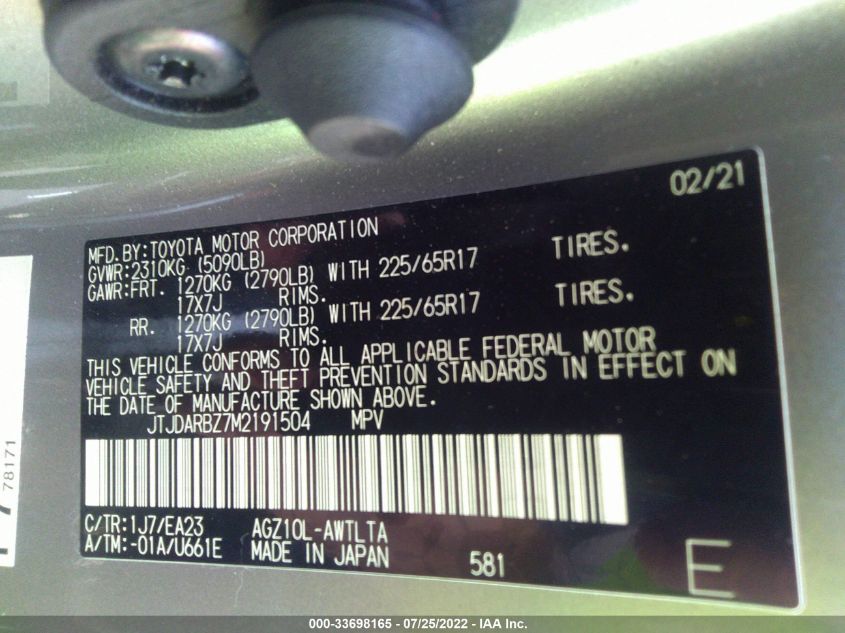 02/21
MFD.BY:TOYOTA MOTOR CORPORATION
GVWR:2310KG (5090LB)
GAWR:FRT. 1270KG (2790LB) WITH 225/65R17 TIRES.
17X7J RIMS.
RR. 1270KG (2790LB) WITH 225/65R17 TIRES.
17X7J RIMS.
THIS VEHICLE CONFORMS TO ALL APPLICABLE FEDERAL MOTOR
VEHICLE SAFETY AND THEFT PREVENTION STANDARDS IN EFFECT ON
THE DATE OF MANUFACTURE SHOWN ABOVE.
JTJDARBZ7M2191504 MPV
C/TR:1J7/EA23 AGZ10L-AWTLTA
A/TM:-01A/U661E MADE IN JAPAN 581
E
78171
000-33698165 - 07/25/2022 - IAA Inc.